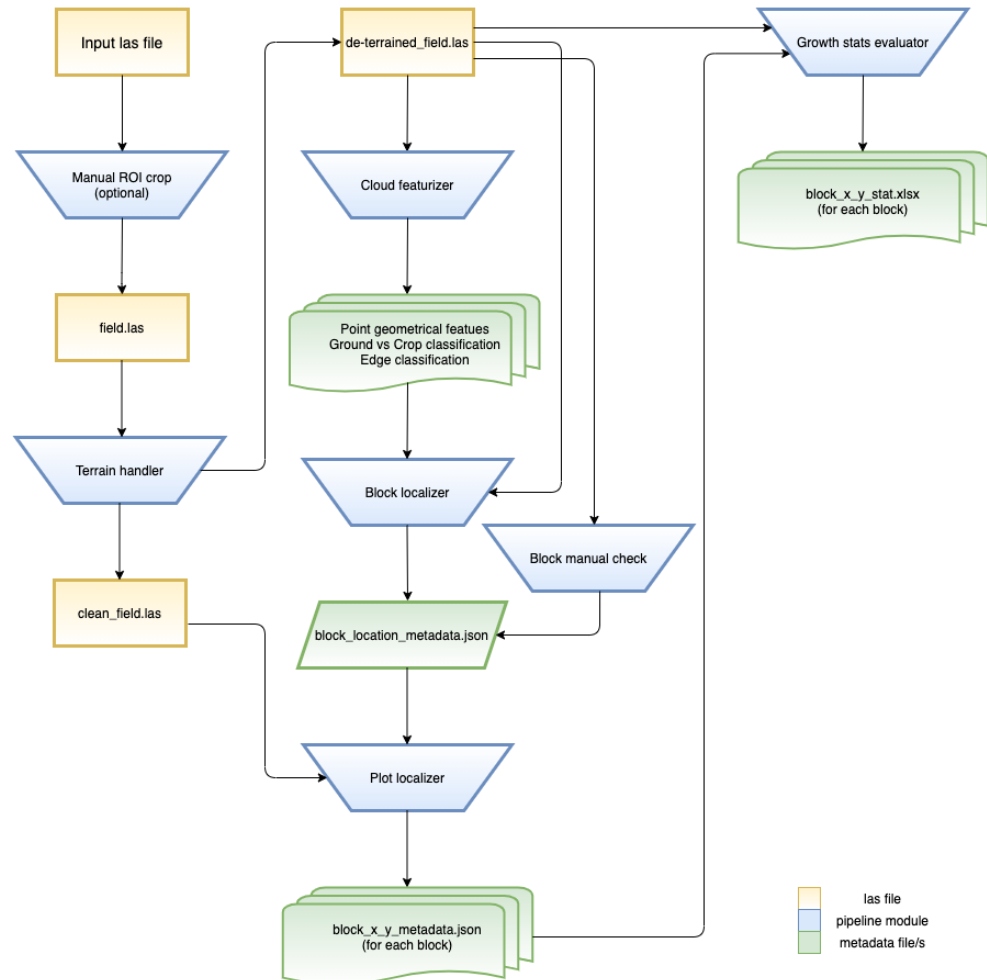 Input las file
de-terrained_field.las
Growth stats evaluator
Manual ROI crop
(optional)
Cloud featurizer
block_x_y_stat.xlsx
(for each block)
field.las
Point geometrical featues
Ground vs Crop classification
Edge classification
Terrain handler
Block localizer
Block manual check
clean_field.las
block_location_metadata.json
Plot localizer
block_x_y_metadata.json
(for each block)
las file
pipeline module
metadata file/s